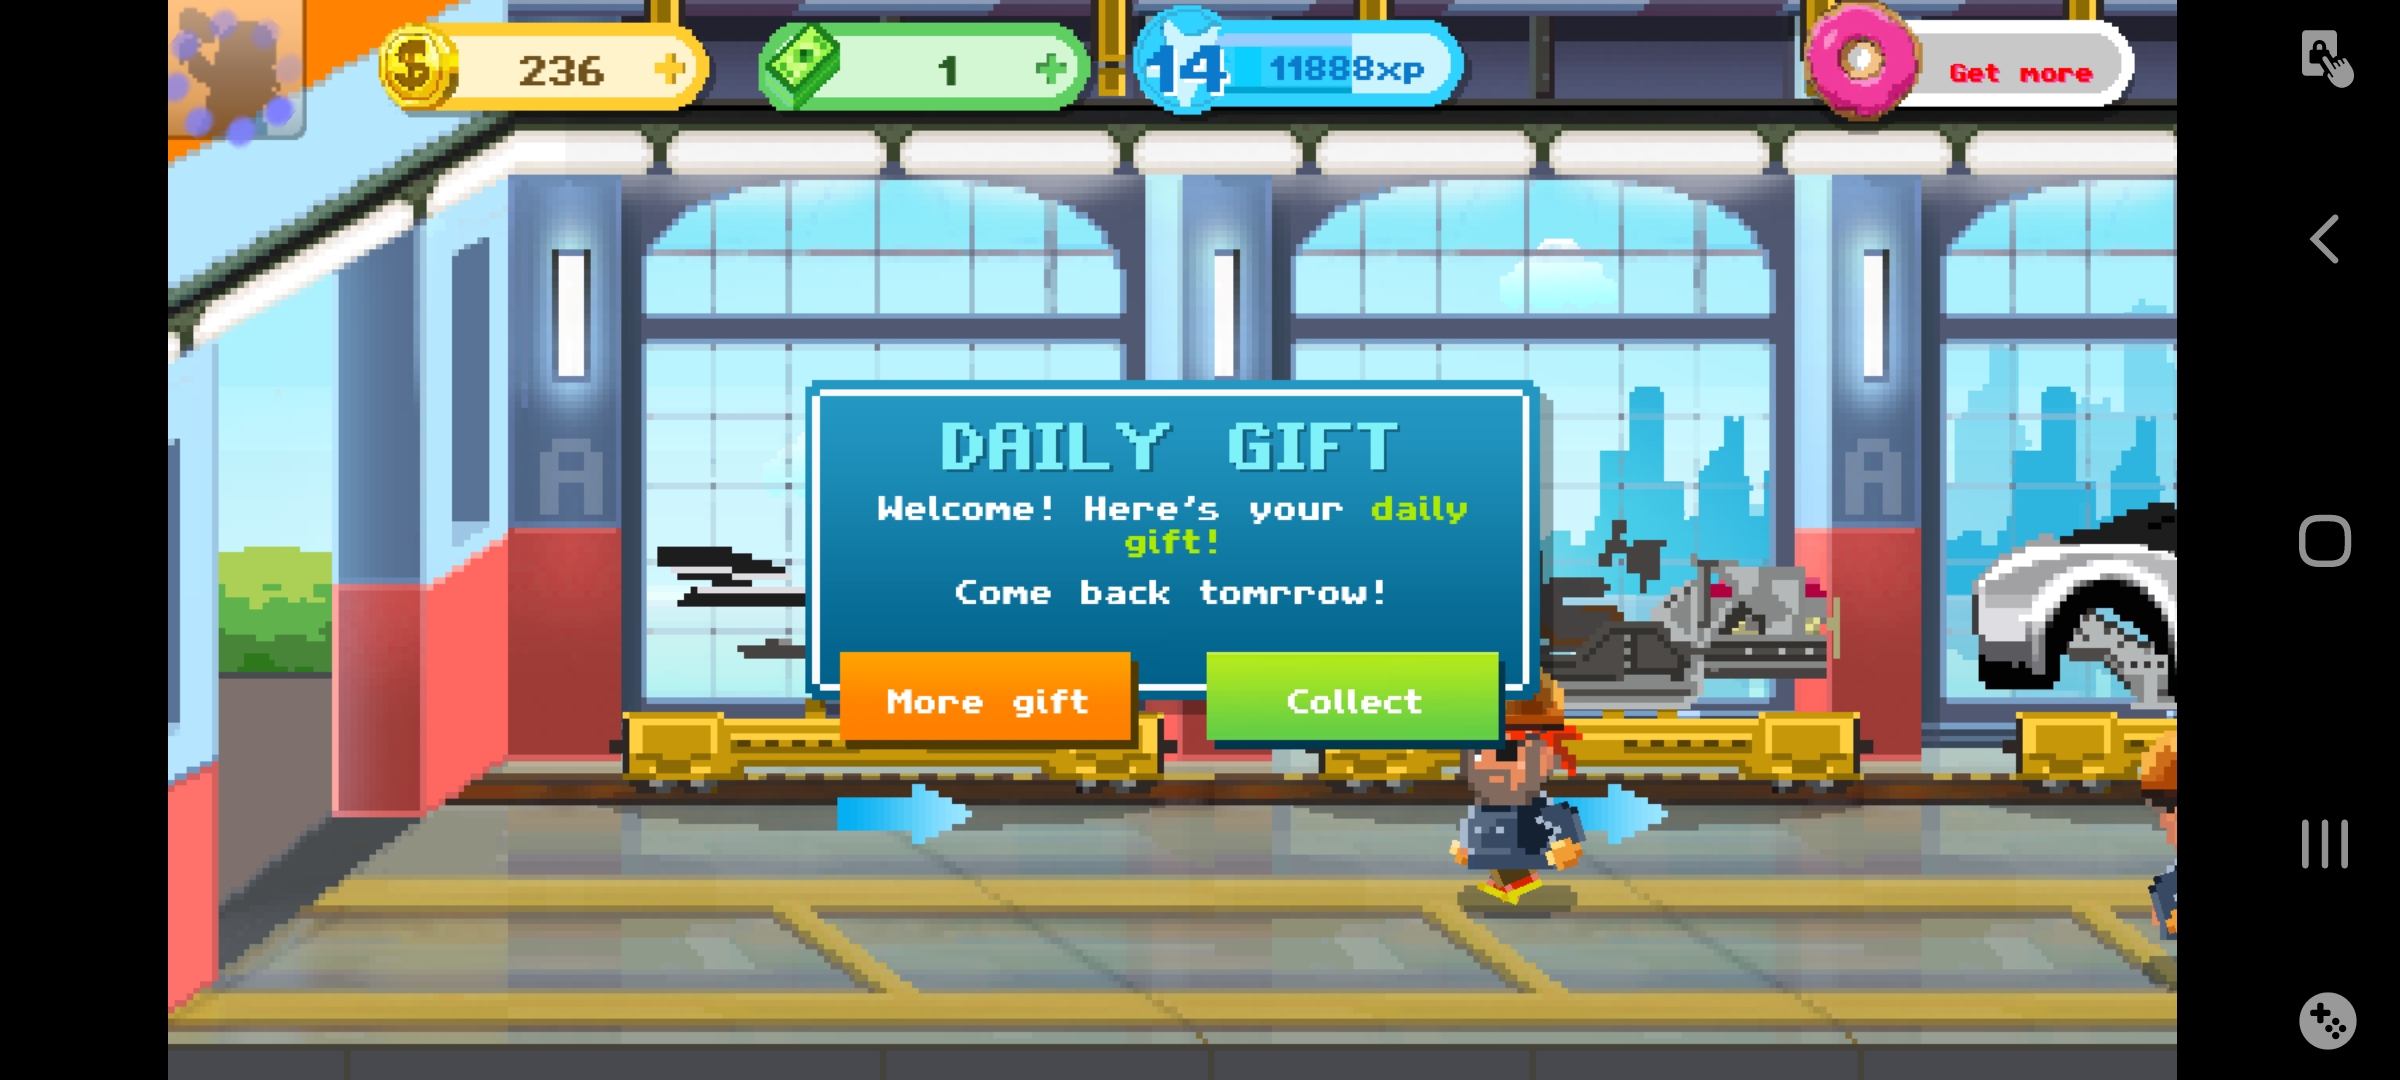 236
1
14
11888xp
Get more
A
A
DAILY GIFT
Welcome! Here's your daily
gift!
Come back tomrrow!
More gift
Collect